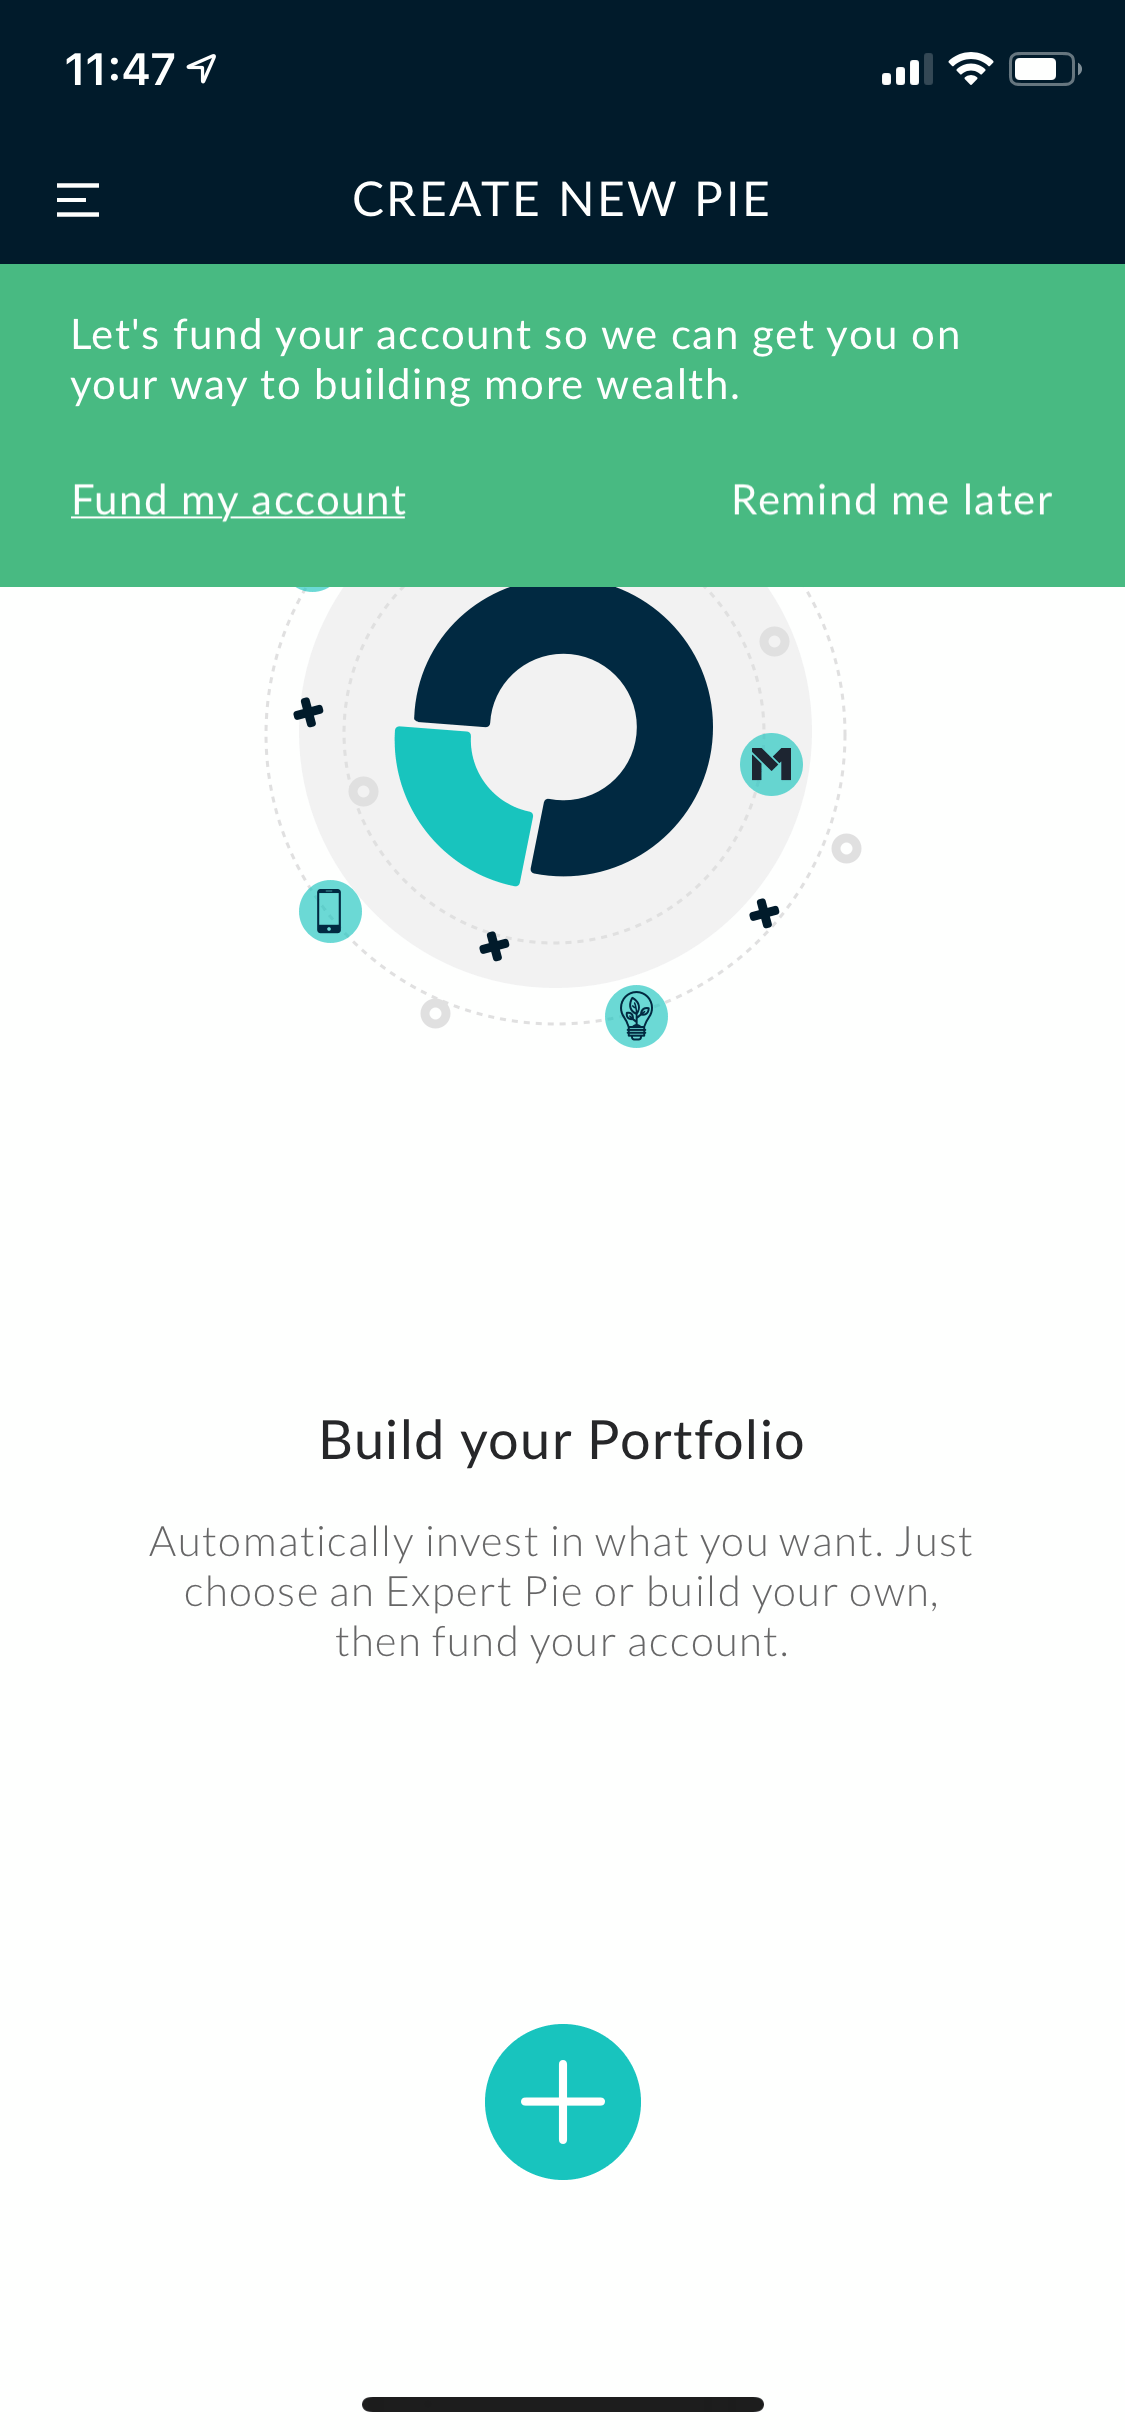 11:47
CREATE NEW PIE
Let's fund your account so we can get you on
your way to building more wealth.
Fund my account
Remind me later
M
Build your Portfolio
Automatically invest in what you want. Just
choose an Expert Pie or build your own,
then fund your account.